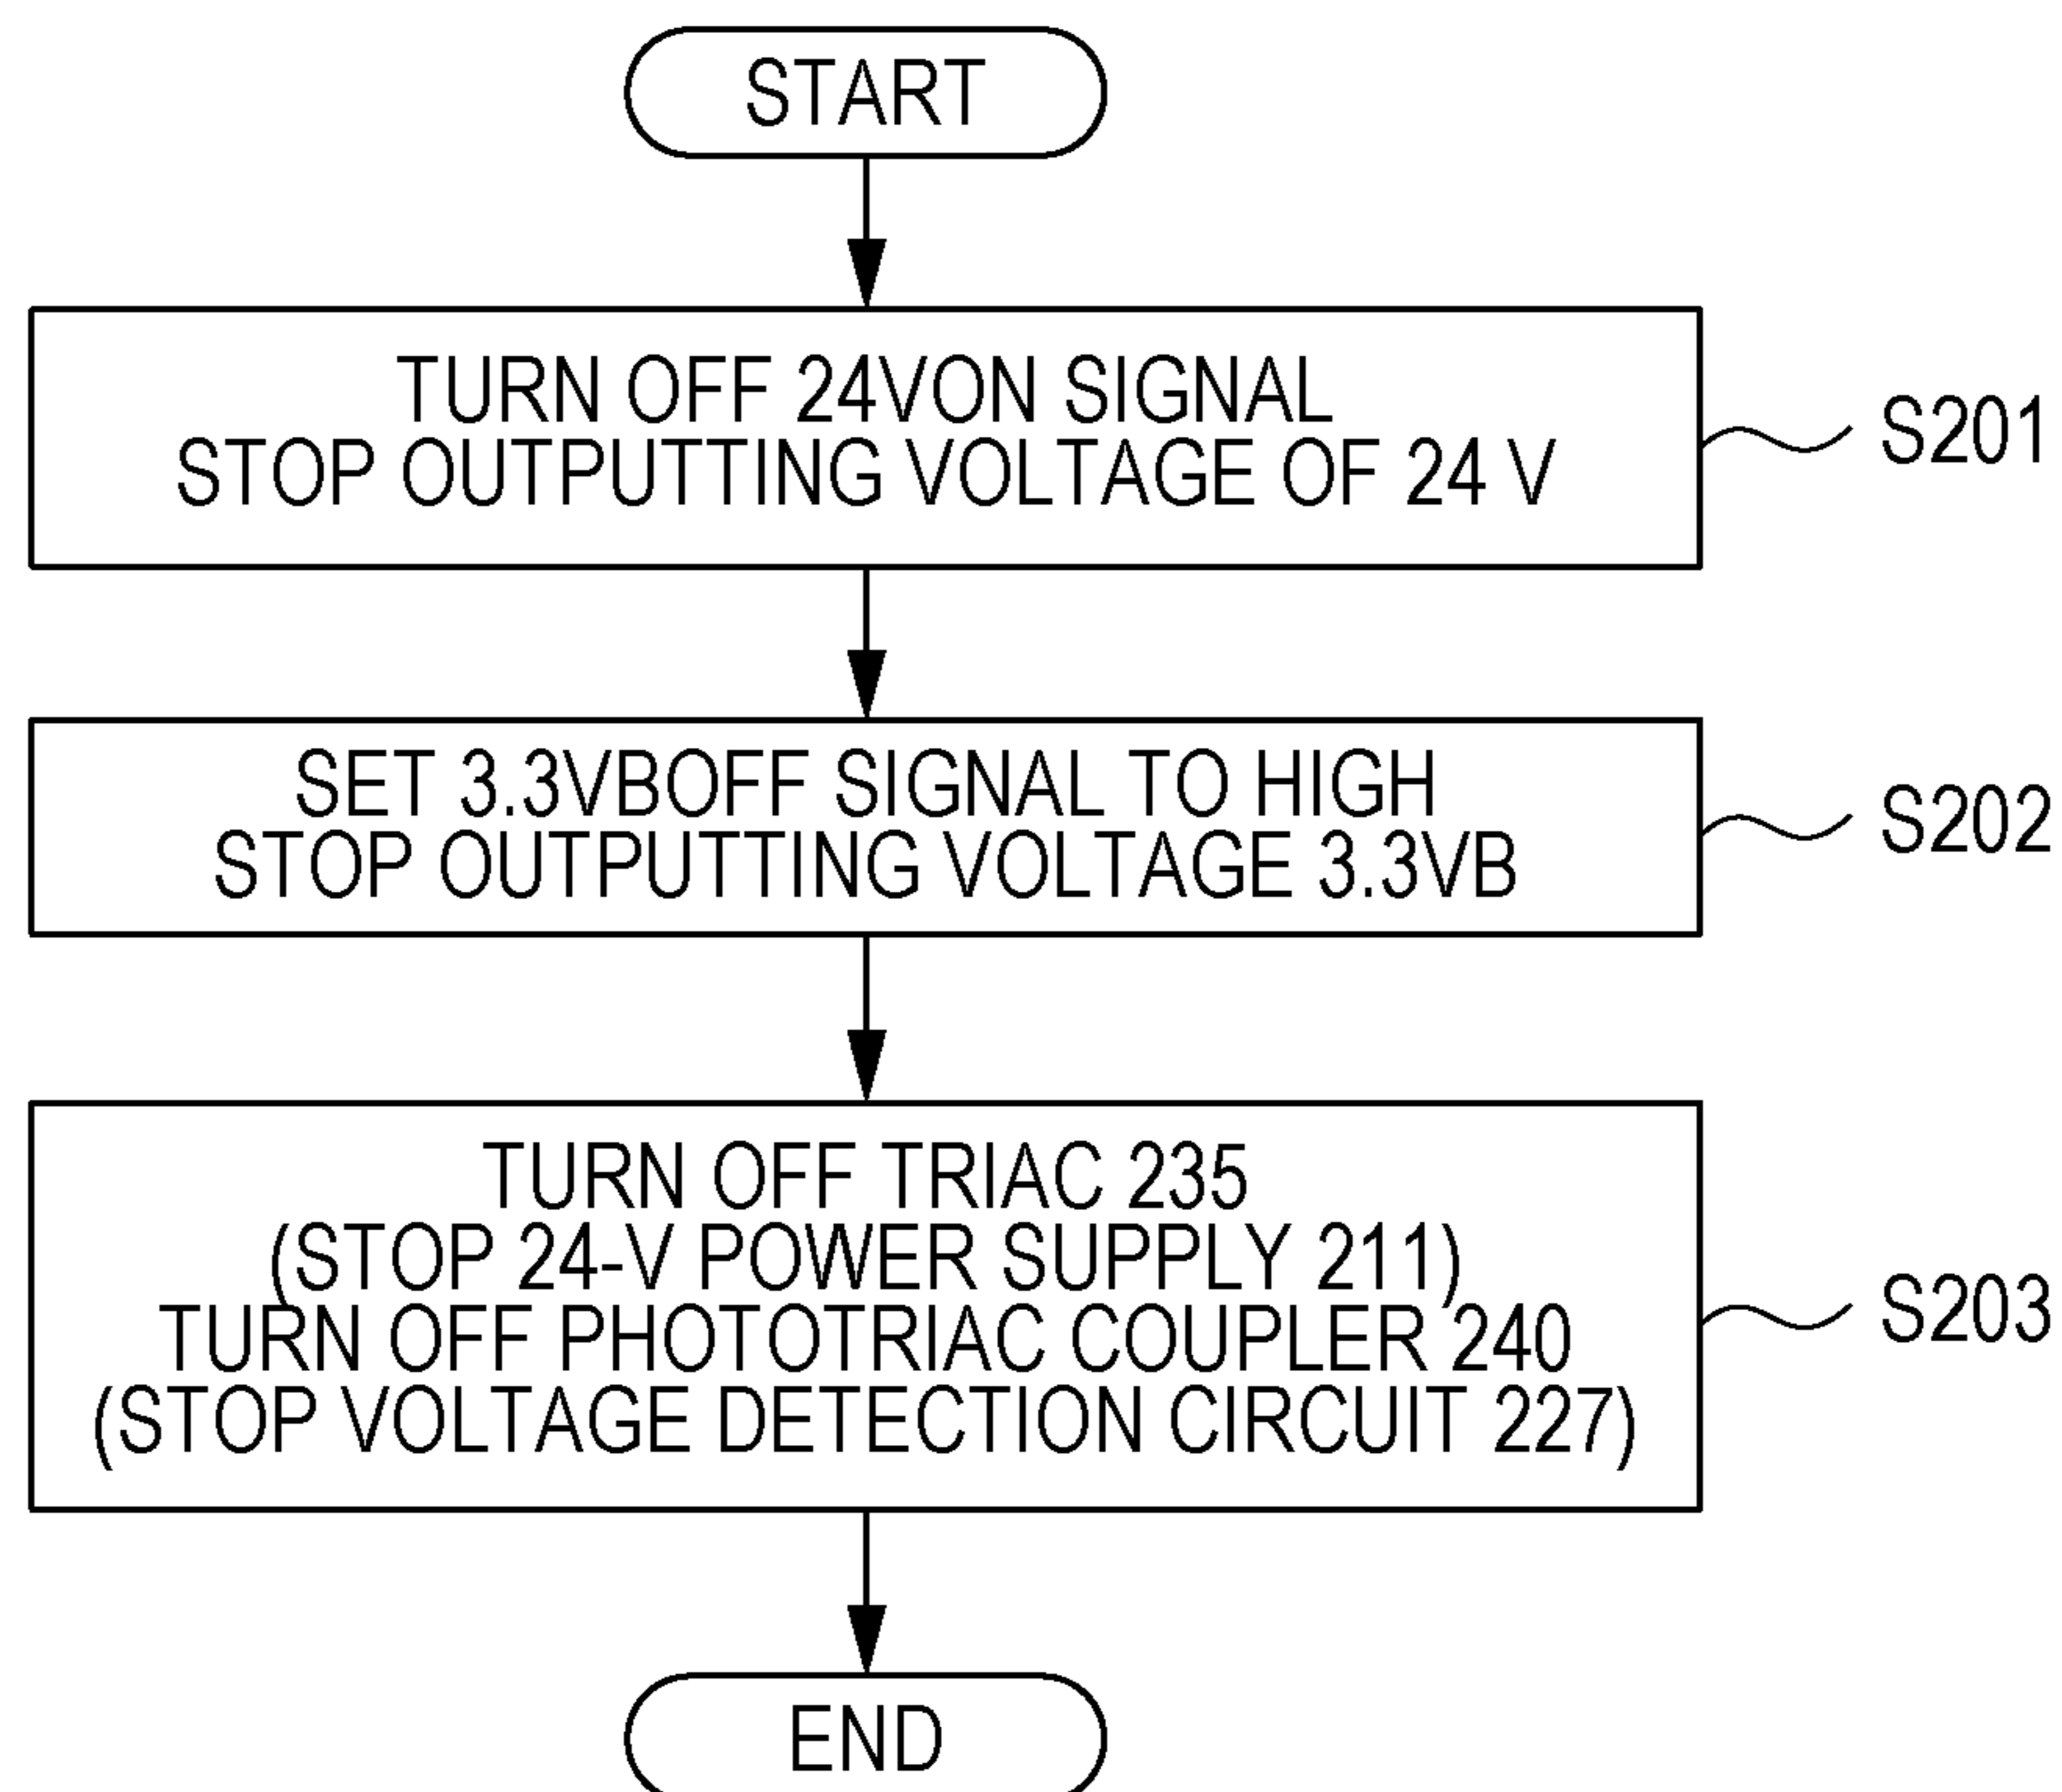 START
TURN OFF 24VON SIGNAL
STOP OUTPUTTING VOLTAGE OF 24 V
S201
SET 3.3VBOFF SIGNAL TO HIGH
STOP OUTPUTTING VOLTAGE 3.3VB
S202
TURN OFF TRIAC 235
(STOP 24-V POWER SUPPLY 211)
TURN OFF PHOTOTRIAC COUPLER 240
(STOP VOLTAGE DETECTION CIRCUIT 227)
S203
END